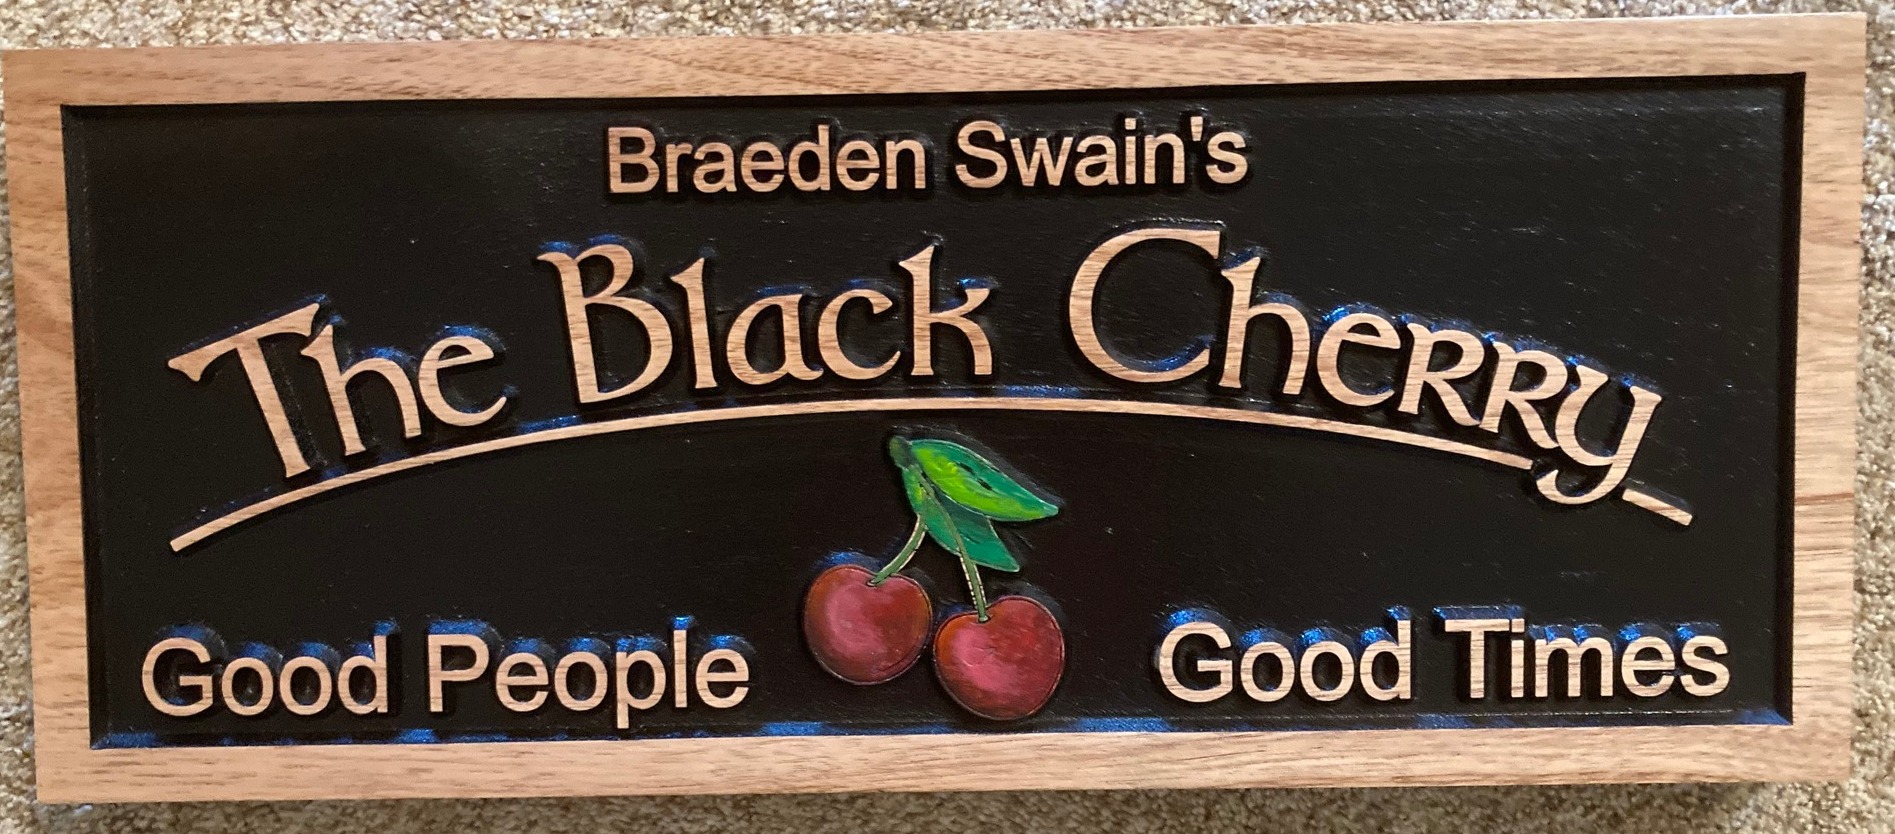 Braeden Swain's
The Black Cherry
Good People
Good Times